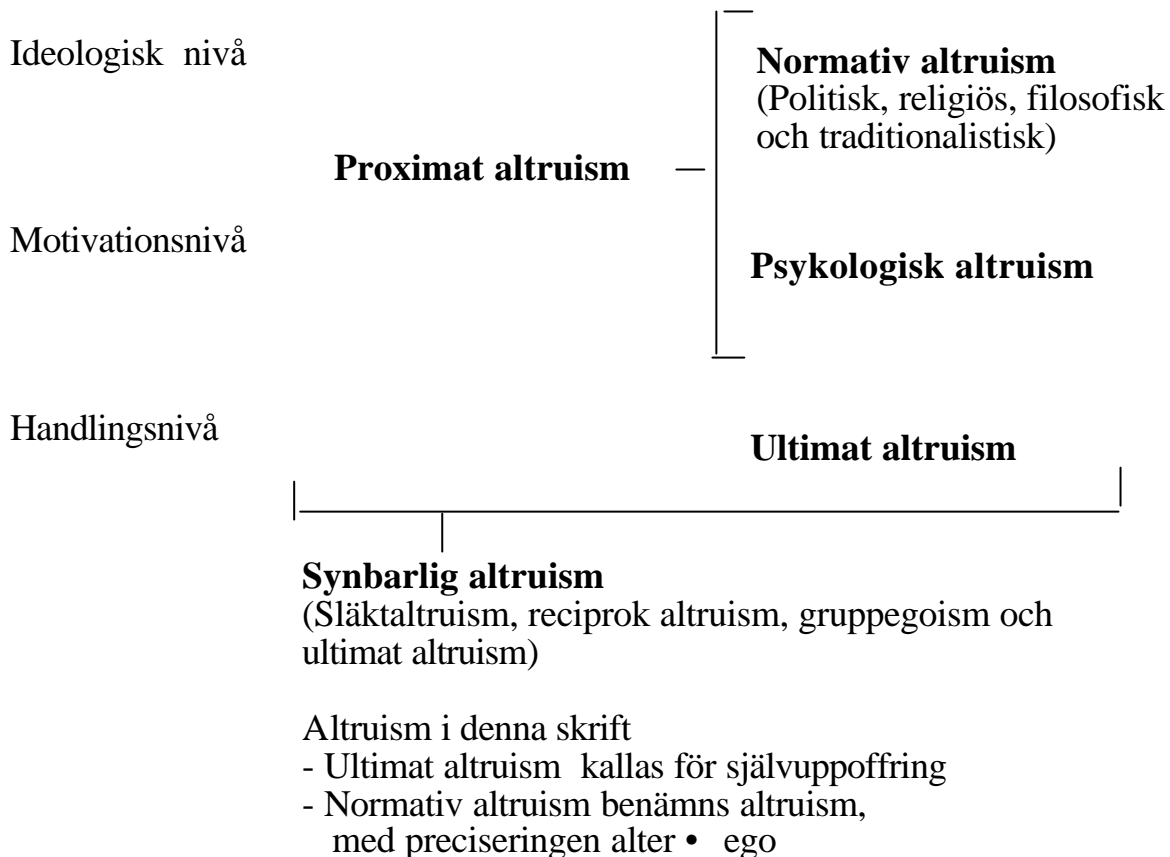 Ideologisk nivå
Normativ altruism
(Politisk, religiös, filosofisk
och traditionalistisk)
Proximat altruism
Motivationsnivå
Psykologisk altruism
Handlingsnivå
Ultimat altruism
Synbarlig altruism
(Släktaltruism, reciprok altruism, gruppegoism och
ultimat altruism)
Altruism i denna skrift
- Ultimat altruism kallas för självuppoffring
- Normativ altruism benämns altruism,
med preciseringen alter • ego